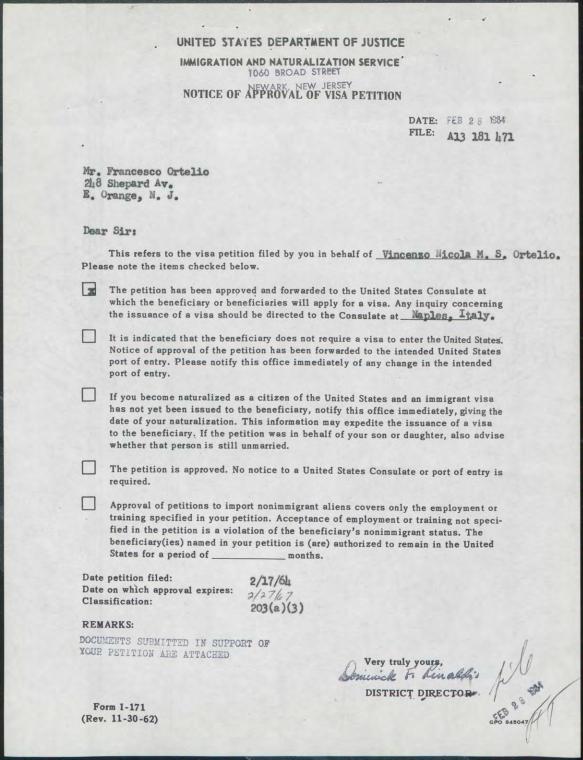 UNITED STATES DEPARTMENT OF JUSTICE
IMMIGRATION AND NATURALIZATION SERVICE
1060 BROAD STREET
NEWARK, NEW JERSEY
NOTICE OF APPROVAL OF VISA PETITION
DATE: FEB 28 1964
FILE: A13 181 471
Mr. Francesco Ortelio
248 Shepard Av.
E. Orange, N. J.
Dear Sir:
This refers to the visa petition filed by you in behalf of Vincenzo Nicola M. S. Ortelio.
Please note the items checked below.
x The petition has been approved and forwarded to the United States Consulate at
which the beneficiary or beneficiaries will apply for a visa. Any inquiry concerning
the issuance of a visa should be directed to the Consulate at Naples, Italy.
It is indicated that the beneficiary does not require a visa to enter the United States.
Notice of approval of the petition has been forwarded to the intended United States
port of entry. Please notify this office immediately of any change in the intended
port of entry.
If you become naturalized as a citizen of the United States and an immigrant visa
has not yet been issued to the beneficiary, notify this office immediately, giving the
date of your naturalization. This information may expedite the issuance of a visa
to the beneficiary. If the petition was in behalf of your son or daughter, also advise
whether that person is still unmarried.
The petition is approved. No notice to a United States Consulate or port of entry is
required.
Approval of petitions to import nonimmigrant aliens covers only the employment or
training specified in your petition. Acceptance of employment or training not speci-
fied in the petition is a violation of the beneficiary's nonimmigrant status. The
beneficiary(ies) named in your petition is (are) authorized to remain in the United
States for a period of ________ months.
Date petition filed: 2/17/64
Date on which approval expires: 2/27/67
Classification: 203(a)(3)
REMARKS:
DOCUMENTS SUBMITTED IN SUPPORT OF
YOUR PETITION ARE ATTACHED
Very truly yours,
Dominick F. Rinaldi
DISTRICT DIRECTOR
file
FEB 28 1964
Form I-171
(Rev. 11-30-62)
GPO 845047